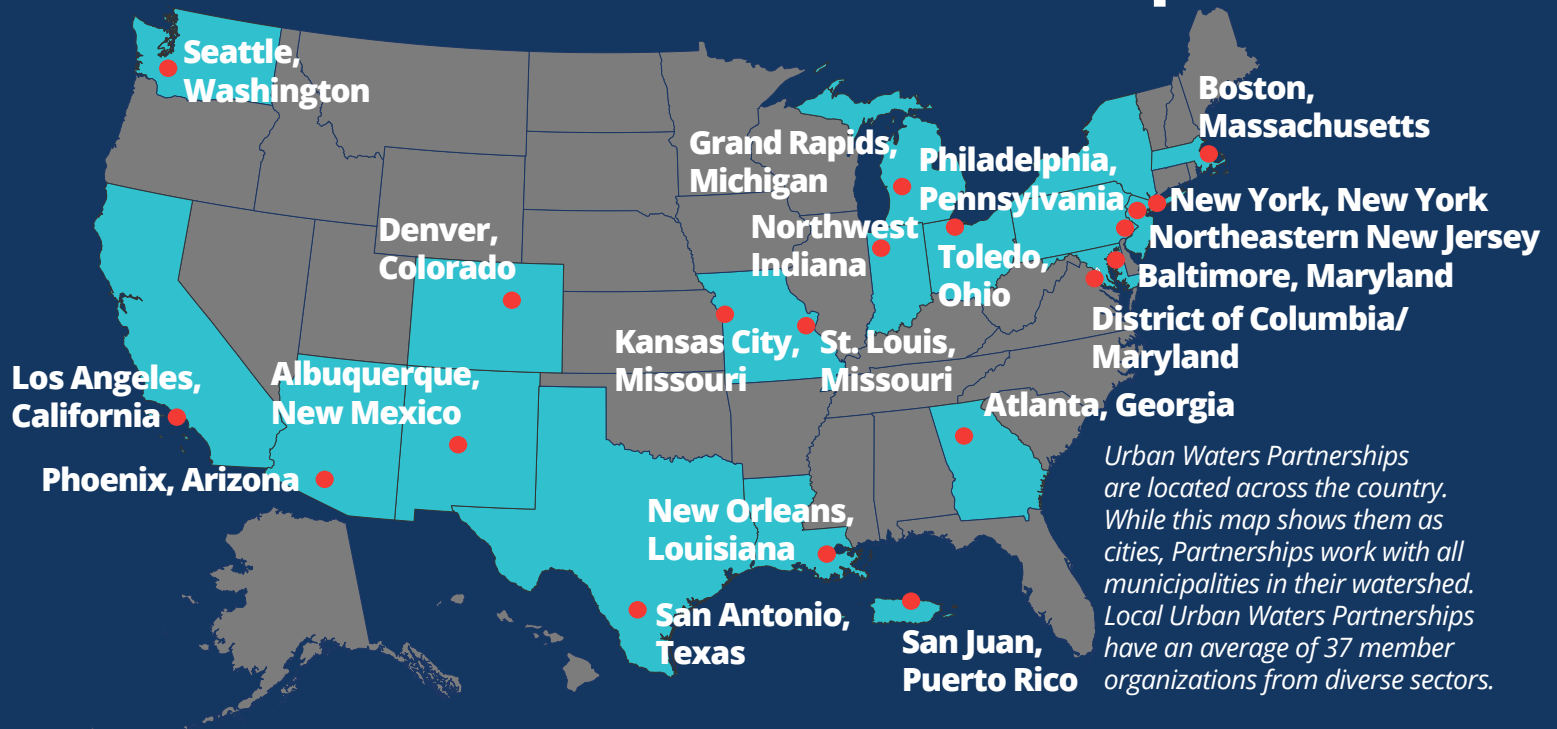 Seattle,
Washington
Boston,
Massachusetts
Grand Rapids,
Michigan
Philadelphia,
Pennsylvania
New York, New York
Northeastern New Jersey
Denver,
Colorado
Northwest
Indiana
Toledo,
Ohio
Baltimore, Maryland
District of Columbia/
Maryland
Kansas City,
Missouri
St. Louis,
Missouri
Los Angeles,
California
Albuquerque,
New Mexico
Atlanta, Georgia
Phoenix, Arizona
New Orleans,
Louisiana
San Antonio,
Texas
San Juan,
Puerto Rico
Urban Waters Partnerships
are located across the country.
While this map shows them as
cities, Partnerships work with all
municipalities in their watershed.
Local Urban Waters Partnerships
have an average of 37 member
organizations from diverse sectors.